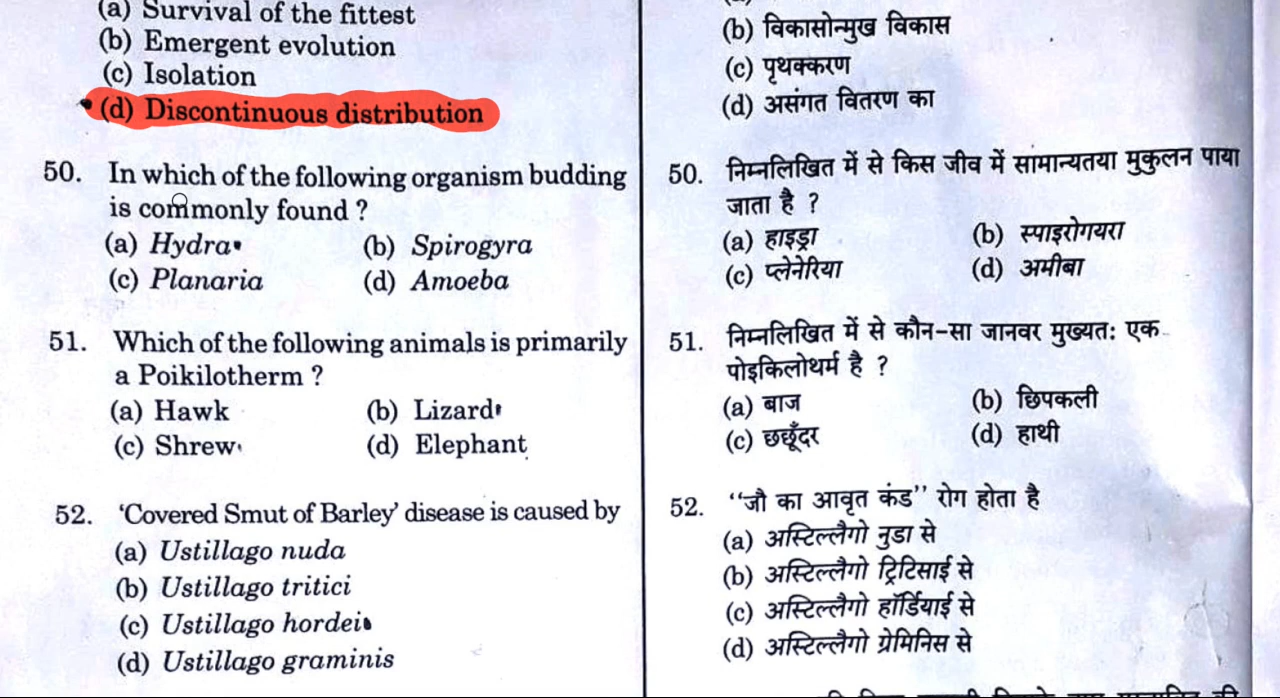 (a) Survival of the fittest
(b) Emergent evolution
(c) Isolation
(d) Discontinuous distribution
50. In which of the following organism budding
is commonly found ?
(a) Hydra (b) Spirogyra
(c) Planaria (d) Amoeba
51. Which of the following animals is primarily
a Poikilotherm ?
(a) Hawk (b) Lizard
(c) Shrew (d) Elephant
52. 'Covered Smut of Barley' disease is caused by
(a) Ustillago nuda
(b) Ustillago tritici
(c) Ustillago hordei
(d) Ustillago graminis
(b) विकासोन्मुख विकास
(c) पृथक्करण
(d) असंगत वितरण का
50. निम्नलिखित में से किस जीव में सामान्यतया मुकुलन पाया
जाता है ?
(a) हाइड्रा (b) स्पाइरोगयरा
(c) प्लेनेरिया (d) अमीबा
51. निम्नलिखित में से कौन-सा जानवर मुख्यत: एक
पोइकिलोथर्म है ?
(a) बाज (b) छिपकली
(c) छछूँदर (d) हाथी
52. "जौ का आवृत कंड" रोग होता है
(a) अस्टिल्लैगो नुडा से
(b) अस्टिल्लैगो ट्रिटिसाई से
(c) अस्टिल्लैगो हॉर्डियाई से
(d) अस्टिल्लैगो ग्रेमिनिस से